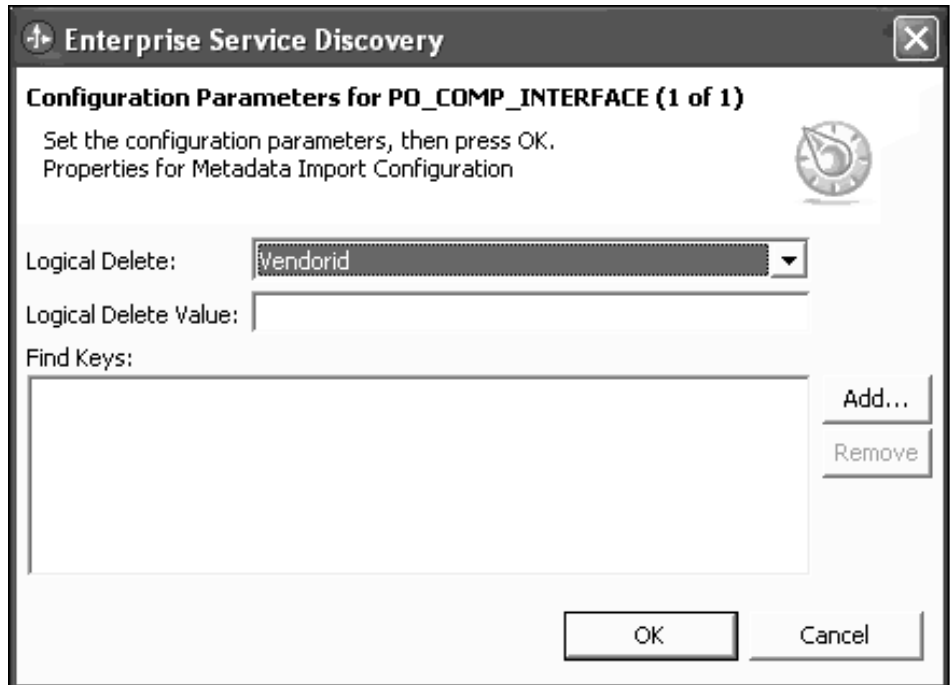 Enterprise Service Discovery
Configuration Parameters for PO_COMP_INTERFACE (1 of 1)
Set the configuration parameters, then press OK.
Properties for Metadata Import Configuration
Logical Delete:
Vendorid
Logical Delete Value:
Find Keys:
Add...
Remove
OK
Cancel